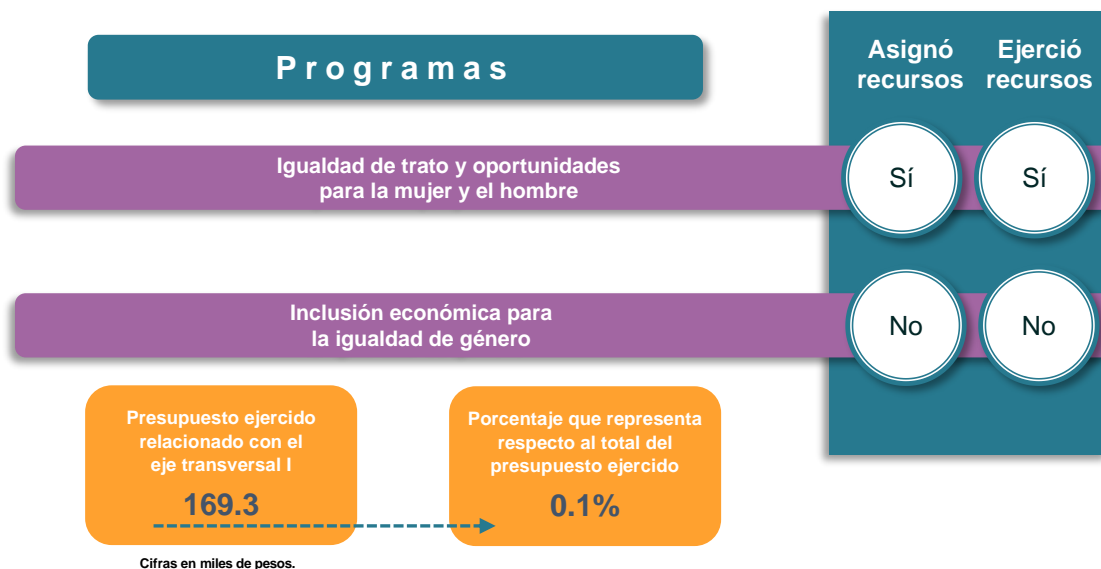 Programas
Asignó
recursos
Ejerció
recursos
Igualdad de trato y oportunidades
para la mujer y el hombre
Sí
Sí
Inclusión económica para
la igualdad de género
No
No
Presupuesto ejercido
relacionado con el
eje transversal I
169.3
Porcentaje que representa
respecto al total del
presupuesto ejercido
0.1%
Cifras en miles de pesos.